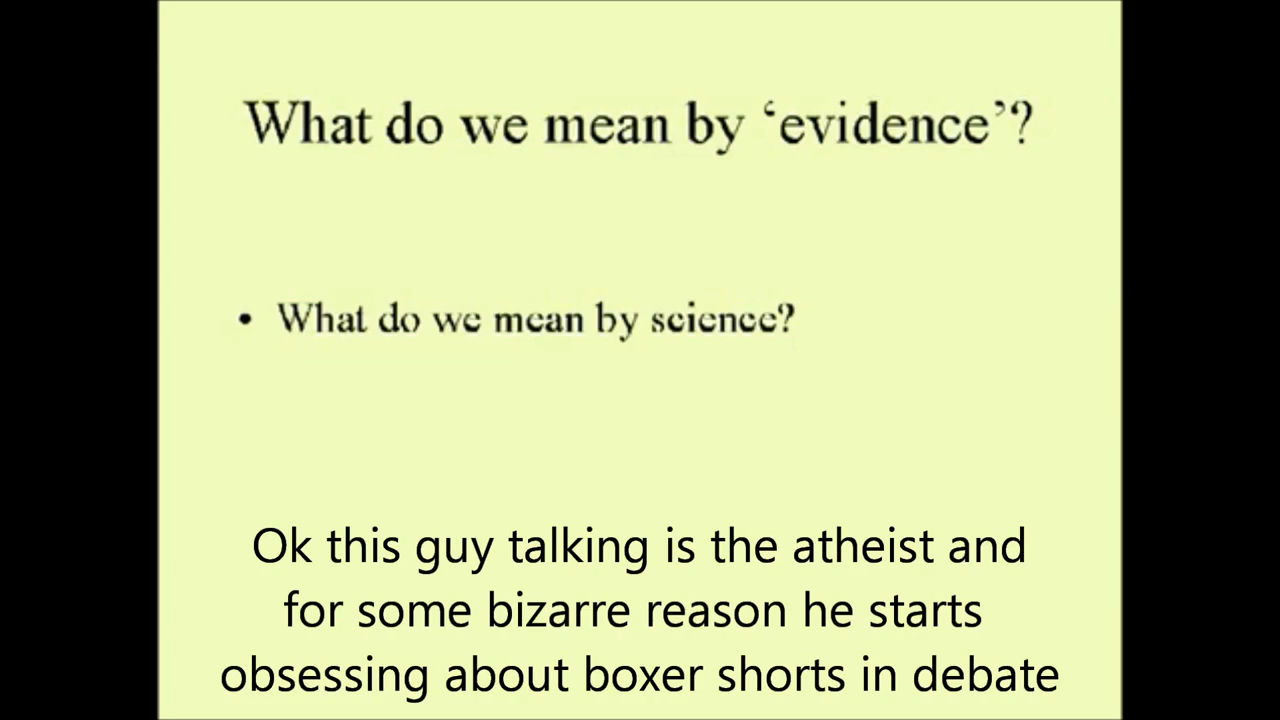 What do we mean by ‘evidence’?
• What do we mean by science?
Ok this guy talking is the atheist and
for some bizarre reason he starts
obsessing about boxer shorts in debate